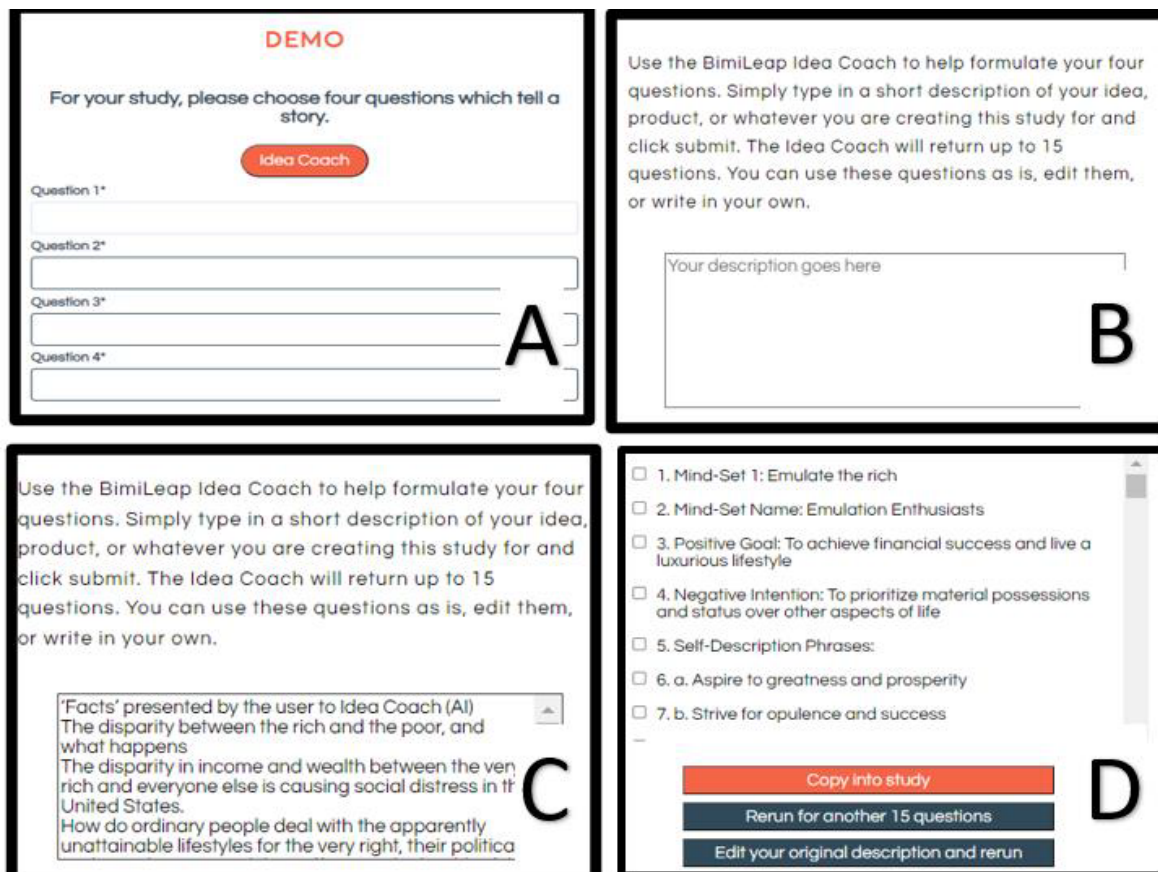 DEMO
For your study, please choose four questions which tell a
story.
Idea Coach
Question 1*
Question 2*
Question 3*
Question 4*
A
Use the BimiLeap Idea Coach to help formulate your four
questions. Simply type in a short description of your idea,
product, or whatever you are creating this study for and
click submit. The Idea Coach will return up to 15
questions. You can use these questions as is, edit them,
or write in your own.
Your description goes here
B
Use the BimiLeap Idea Coach to help formulate your four
questions. Simply type in a short description of your idea,
product, or whatever you are creating this study for and
click submit. The Idea Coach will return up to 15
questions. You can use these questions as is, edit them,
or write in your own.
'Facts' presented by the user to Idea Coach (AI)
The disparity between the rich and the poor, and
what happens
The disparity in income and wealth between the very
rich and everyone else is causing social distress in th
United States.
How do ordinary people deal with the apparently
unattainable lifestyles for the very right, their politica
C
1. Mind-Set 1: Emulate the rich
2. Mind-Set Name: Emulation Enthusiasts
3. Positive Goal: To achieve financial success and live a
luxurious lifestyle
4. Negative Intention: To prioritize material possessions
and status over other aspects of life
5. Self-Description Phrases:
6. a. Aspire to greatness and prosperity
7. b. Strive for opulence and success
Copy into study
Rerun for another 15 questions
Edit your original description and rerun
D